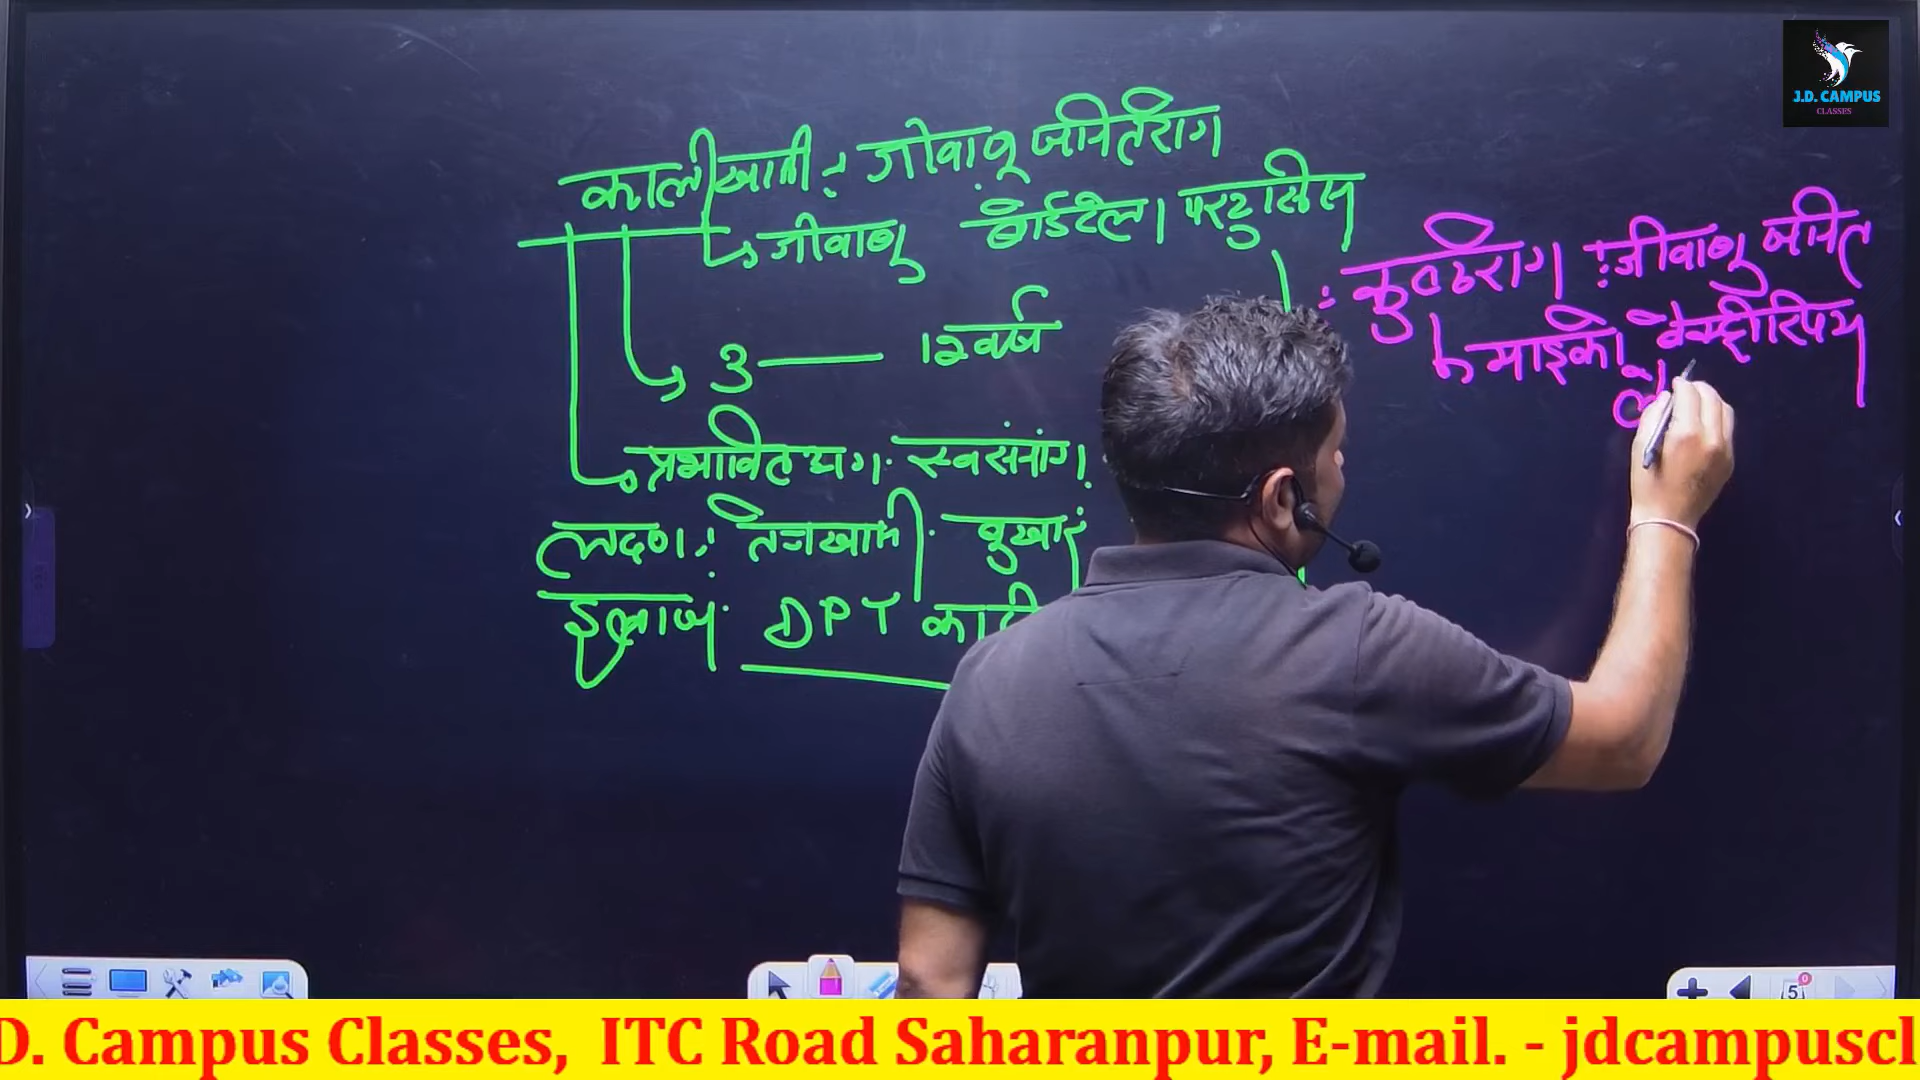 काली खासी : जीवाणु जनित रोग
जीवाणु बोर्डटेला परटुसिस
3 — 12 वर्ष
प्रभावित अंग. स्वसनांग
लक्षण : तेज खासी. बुखार
इलाज. DPT का टी
: कुष्ठ रोग : जीवाणु जनित
माइको बैक्टीरियम
ले
J.D. CAMPUS
CLASSES
D. Campus Classes, ITC Road Saharanpur, E-mail. - jdcampuscl